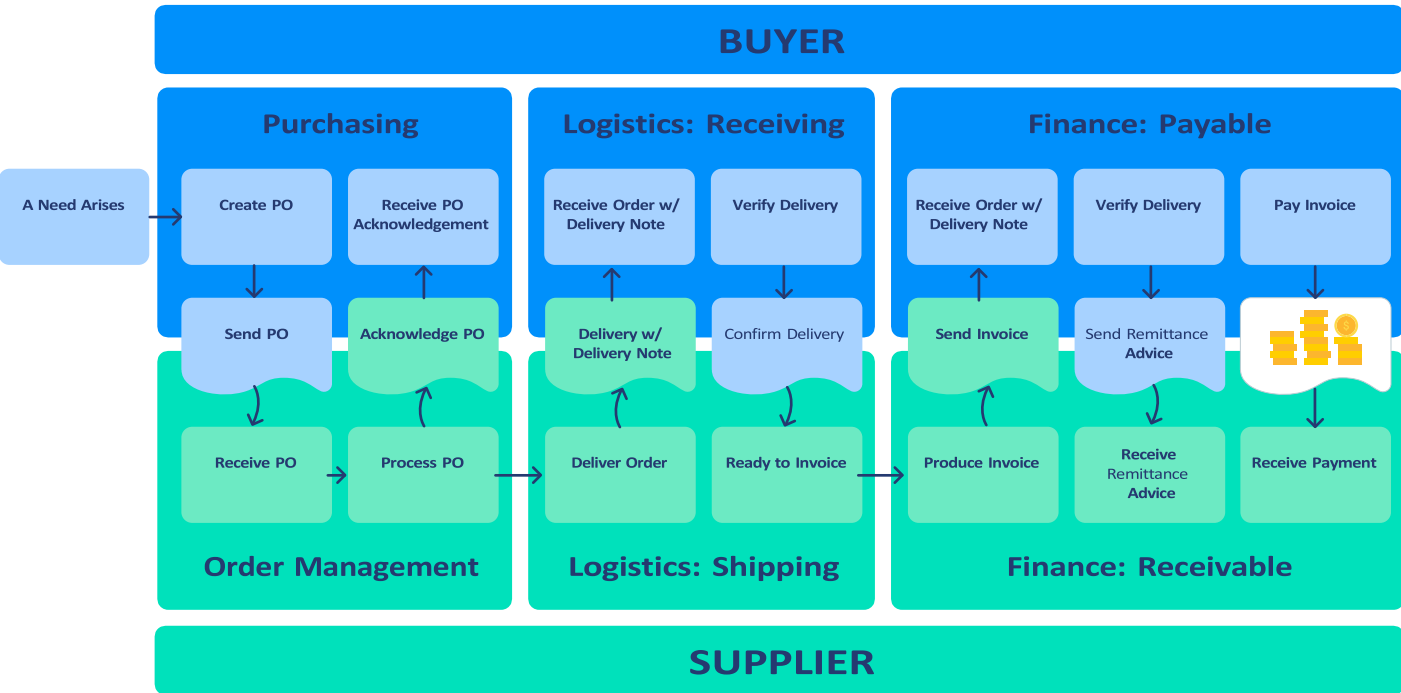 BUYER
Purchasing
Logistics: Receiving
Finance: Payable
A Need Arises
Create PO
Receive PO
Acknowledgement
Receive Order w/
Delivery Note
Verify Delivery
Receive Order w/
Delivery Note
Verify Delivery
Pay Invoice
Send PO
Acknowledge PO
Delivery w/
Delivery Note
Confirm Delivery
Send Invoice
Send Remittance
Advice
$
Receive PO
Process PO
Deliver Order
Ready to Invoice
Produce Invoice
Receive
Remittance
Advice
Receive Payment
Order Management
Logistics: Shipping
Finance: Receivable
SUPPLIER